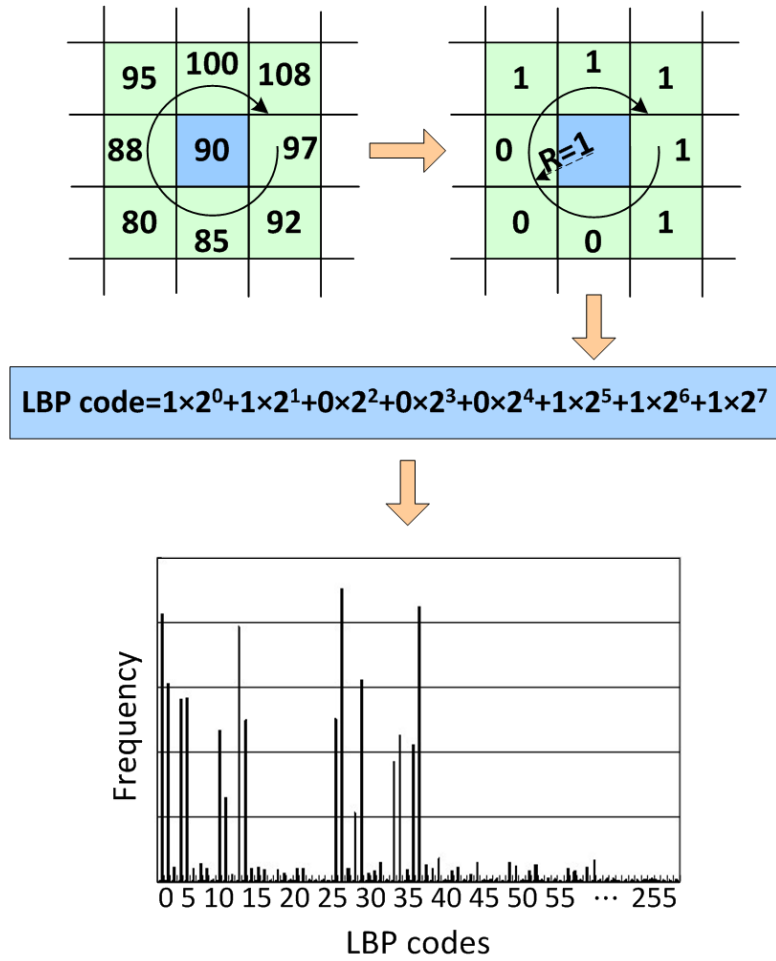 95 100 108
88 90 97
80 85 92
1 1 1
0 R=1 1
0 0 1
LBP code=1×2⁰+1×2¹+0×2²+0×2³+0×2⁴+1×2⁵+1×2⁶+1×2⁷
Frequency
0 5 10 15 20 25 30 35 40 45 50 55 ... 255
LBP codes